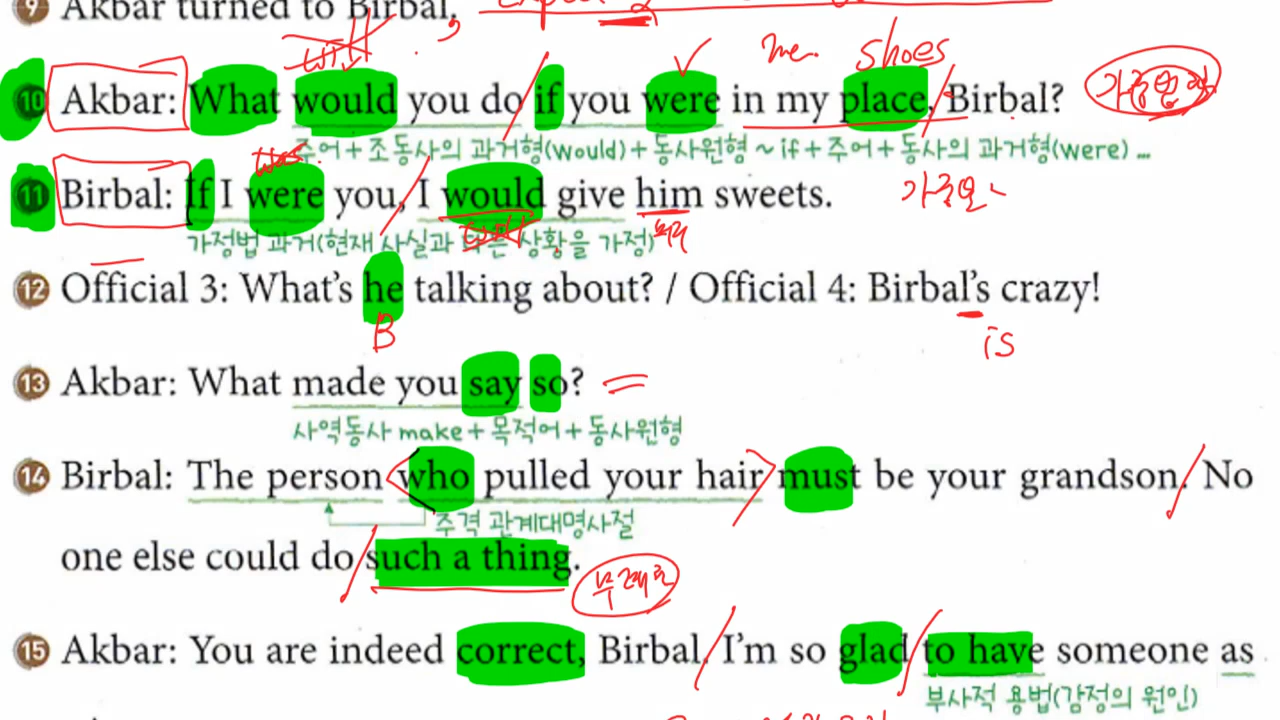 9 Akbar turned to Birbal,
will me shoes
10 Akbar: What would you do if you were in my place, Birbal?
주어 + 조동사의 과거형(would) + 동사원형 ~ if + 주어 + 동사의 과거형(were) ...
was
11 Birbal: If I were you, I would give him sweets.
가정법 과거(현재 사실과 다른 상황을 가정)
12 Official 3: What's he talking about? / Official 4: Birbal's crazy!
B is
13 Akbar: What made you say so?
사역동사 make + 목적어 + 동사원형
14 Birbal: The person who pulled your hair must be your grandson. No
주격 관계대명사절
one else could do such a thing.
15 Akbar: You are indeed correct, Birbal. I'm so glad to have someone as
부사적 용법(감정의 원인)